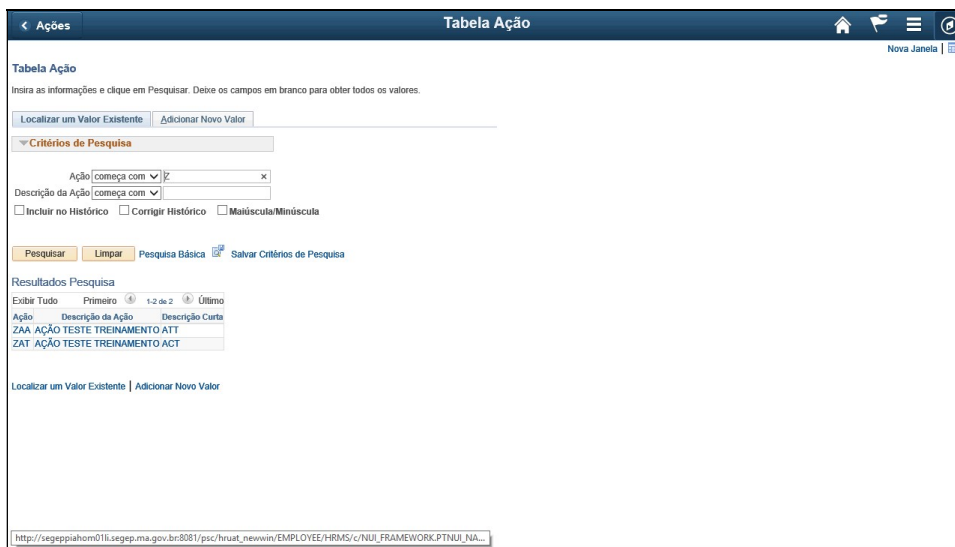 Ações
Tabela Ação
Nova Janela |
Tabela Ação
Insira as informações e clique em Pesquisar. Deixe os campos em branco para obter todos os valores.
Localizar um Valor Existente Adicionar Novo Valor
Critérios de Pesquisa
Ação começa com Z ×
Descrição da Ação começa com
Incluir no Histórico Corrigir Histórico Maiúscula/Minúscula
Pesquisar Limpar Pesquisa Básica Salvar Critérios de Pesquisa
Resultados Pesquisa
Exibir Tudo Primeiro 1-2 de 2 Último
Ação Descrição da Ação Descrição Curta
ZAA AÇÃO TESTE TREINAMENTO ATT
ZAT AÇÃO TESTE TREINAMENTO ACT
Localizar um Valor Existente | Adicionar Novo Valor
http://segeppiahom01li.segep.ma.gov.br:8081/psc/hruat_newwin/EMPLOYEE/HRMS/c/NUI_FRAMEWORK.PTNUI_NA...